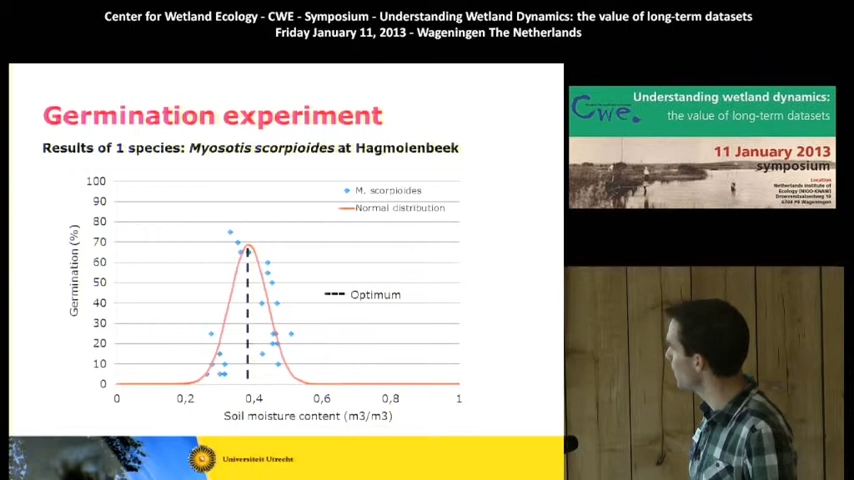 Center for Wetland Ecology - CWE - Symposium - Understanding Wetland Dynamics: the value of long-term datasets
Friday January 11, 2013 - Wageningen The Netherlands
Germination experiment
Results of 1 species: Myosotis scorpioides at Hagmolenbeek
100
90
80
70
60
50
40
30
20
10
0
Germination (%)
M. scorpioides
Normal distribution
Optimum
0 0,2 0,4 0,6 0,8 1
Soil moisture content (m3/m3)
Universiteit Utrecht
Cwe.
Understanding wetland dynamics:
the value of long-term datasets
11 January 2013
symposium
Location
Netherlands Institute of
Ecology (NIOO-KNAW)
Droevendaalsesteeg 10
6708 PB Wageningen